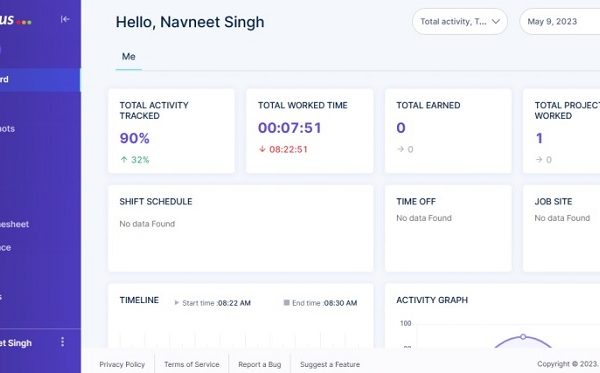 us
Hello, Navneet Singh
Total activity, T...
May 9, 2023
Me
rd
TOTAL ACTIVITY
TRACKED
90%
↑ 32%
TOTAL WORKED TIME
00:07:51
↓ 08:22:51
TOTAL EARNED
0
→ 0
TOTAL PROJECT
WORKED
1
→ 0
ots
SHIFT SCHEDULE
No data Found
TIME OFF
No data Found
JOB SITE
No data Found
mesheet
ce
s
TIMELINE
Start time :08:22 AM
End time :08:30 AM
ACTIVITY GRAPH
100
et Singh
Privacy Policy
Terms of Service
Report a Bug
Suggest a Feature
Copyright © 2023.